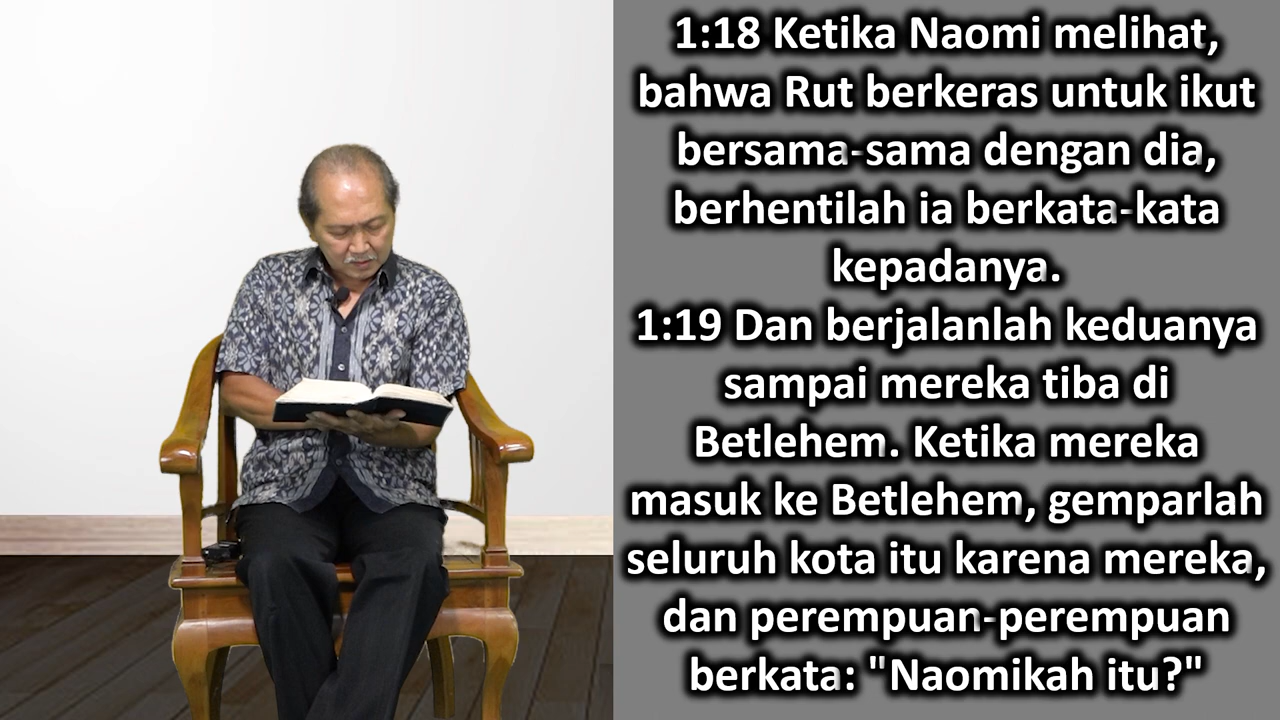 1:18 Ketika Naomi melihat,
bahwa Rut berkeras untuk ikut
bersama-sama dengan dia,
berhentilah ia berkata-kata
kepadanya.
1:19 Dan berjalanlah keduanya
sampai mereka tiba di
Betlehem. Ketika mereka
masuk ke Betlehem, gemparlah
seluruh kota itu karena mereka,
dan perempuan-perempuan
berkata: "Naomikah itu?"